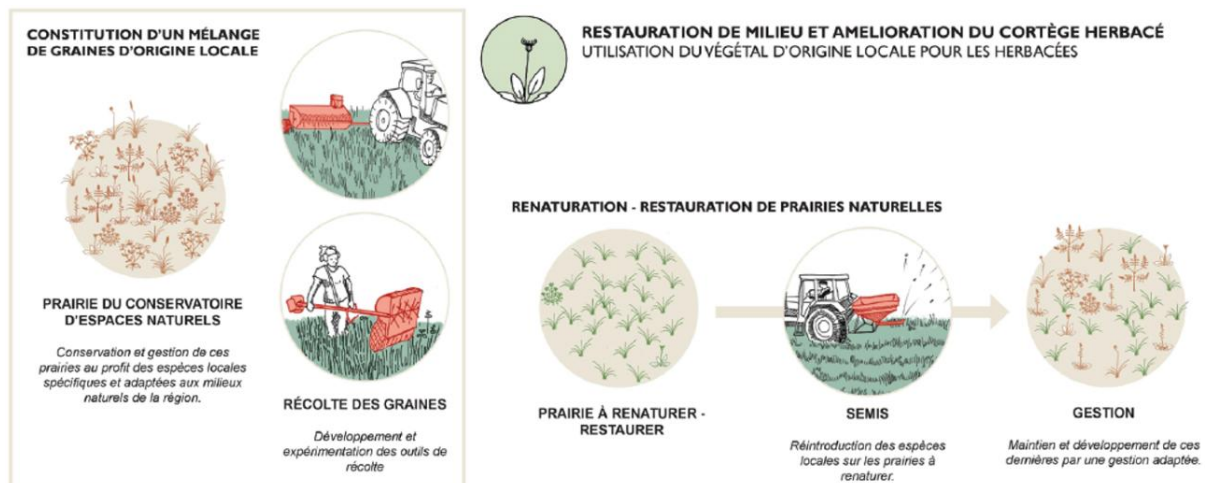 CONSTITUTION D'UN MÉLANGE
DE GRAINES D'ORIGINE LOCALE
PRAIRIE DU CONSERVATOIRE
D'ESPACES NATURELS
Conservation et gestion de ces
prairies au profit des espèces locales
spécifiques et adaptées aux milieux
naturels de la région.
RÉCOLTE DES GRAINES
Développement et
expérimentation des outils de
récolte
RESTAURATION DE MILIEU ET AMELIORATION DU CORTÈGE HERBACÉ
UTILISATION DU VÉGÉTAL D'ORIGINE LOCALE POUR LES HERBACÉES
RENATURATION - RESTAURATION DE PRAIRIES NATURELLES
PRAIRIE À RENATURER -
RESTAURER
SEMIS
Réintroduction des espèces
locales sur les prairies à
renaturer.
GESTION
Maintien et développement de ces
dernières par une gestion adaptée.